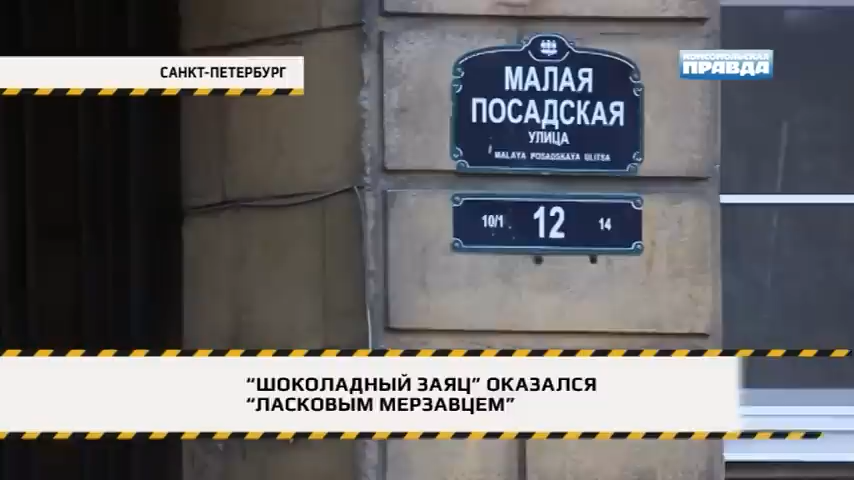 САНКТ-ПЕТЕРБУРГ
КОМСОМОЛЬСКАЯ
ПРАВДА
МАЛАЯ
ПОСАДСКАЯ
УЛИЦА
MALAYA POSADSKAYA ULITSA
10/1 12 14
“ШОКОЛАДНЫЙ ЗАЯЦ” ОКАЗАЛСЯ
“ЛАСКОВЫМ МЕРЗАВЦЕМ”